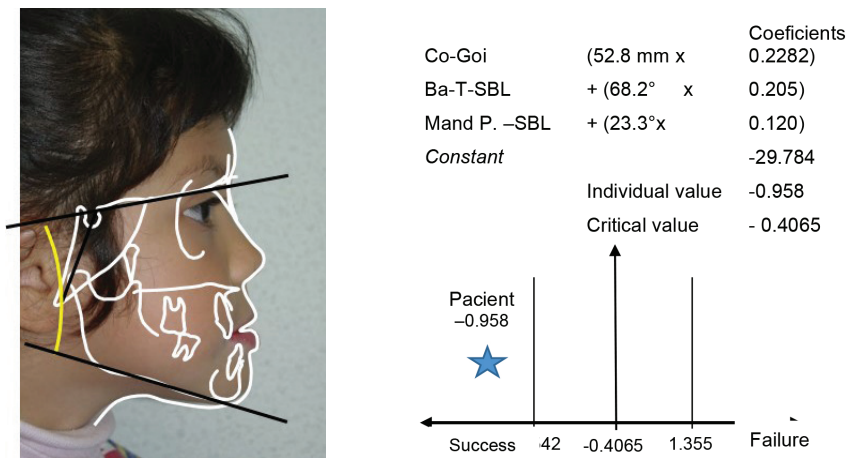 Coeficients
Co-Goi (52.8 mm x 0.2282)
Ba-T-SBL + (68.2° x 0.205)
Mand P. –SBL + (23.3°x 0.120)
Constant -29.784
Individual value -0.958
Critical value - 0.4065
Pacient
–0.958
Success 42 -0.4065 1.355 Failure